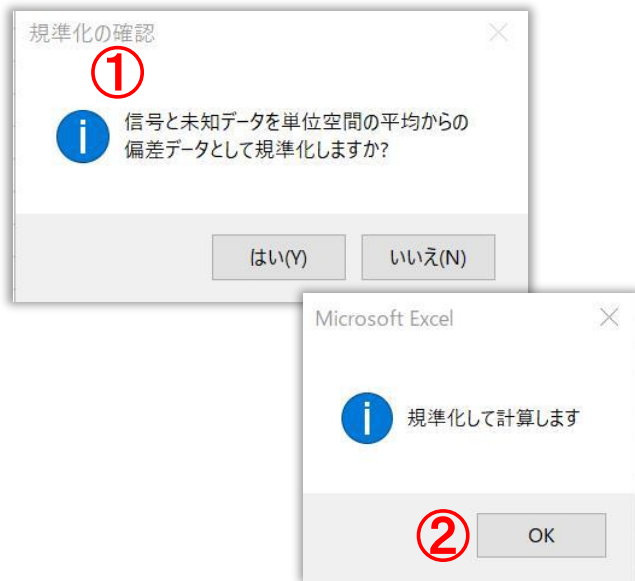 規準化の確認
①
信号と未知データを単位空間の平均からの
偏差データとして規準化しますか?
はい(Y) いいえ(N)
Microsoft Excel
規準化して計算します
② OK